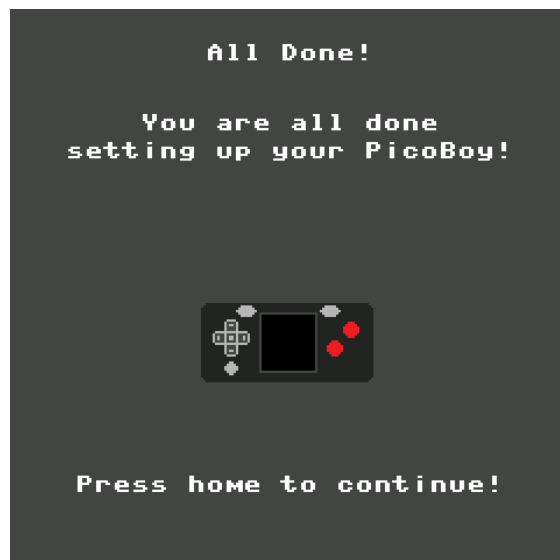 All Done!
You are all done
setting up your PicoBoy!
Press home to continue!